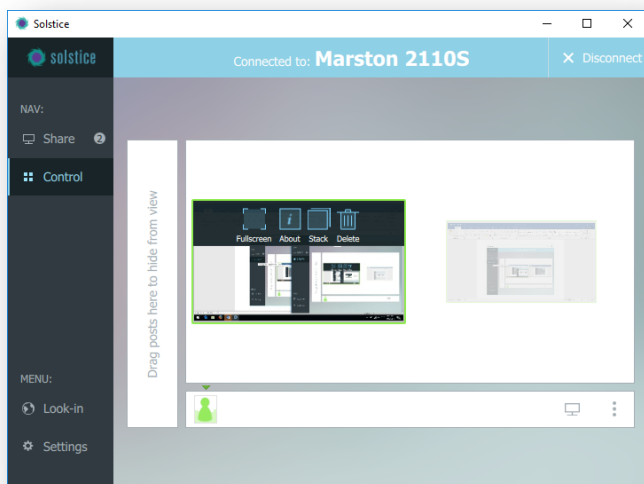 Solstice
solstice
Connected to: Marston 2110S
Disconnect
NAV:
Share 2
Control
Drag posts here to hide from view
Fullscreen About Stack Delete
MENU:
Look-in
Settings